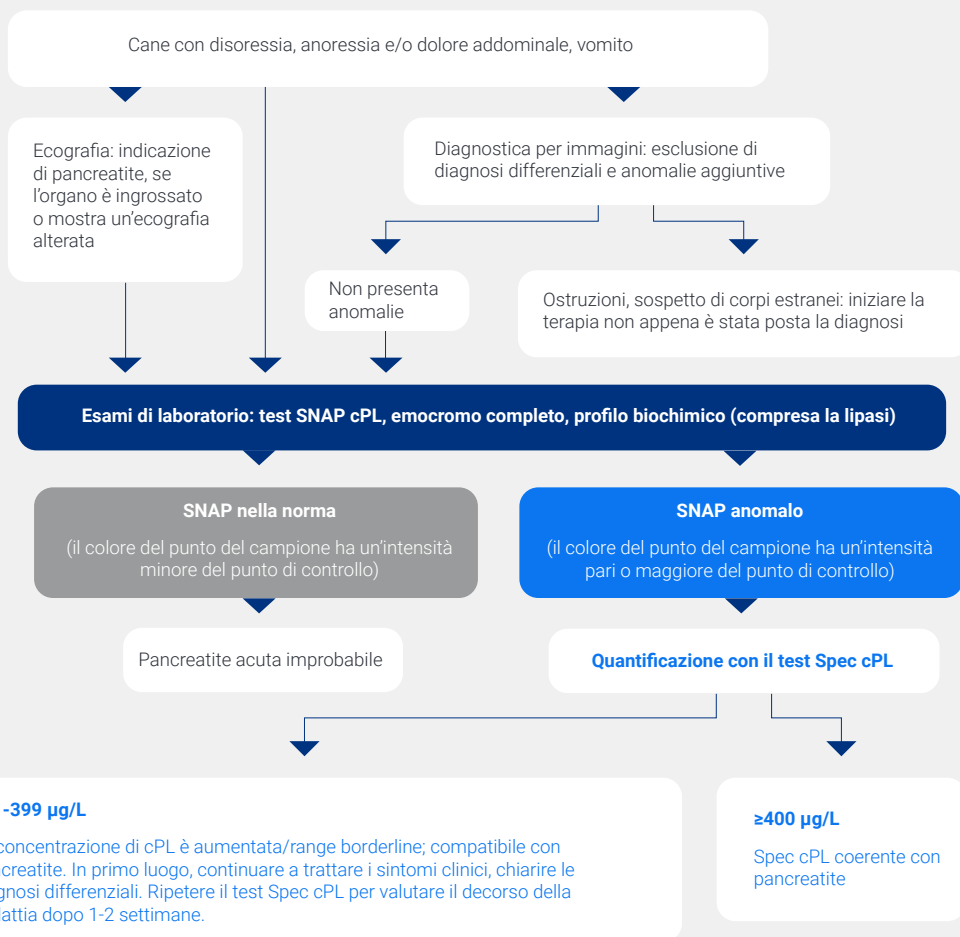 Cane con disoressia, anoressia e/o dolore addominale, vomito
Ecografia: indicazione
di pancreatite, se
l'organo è ingrossato
o mostra un'ecografia
alterata
Diagnostica per immagini: esclusione di
diagnosi differenziali e anomalie aggiuntive
Non presenta
anomalie
Ostruzioni, sospetto di corpi estranei: iniziare la
terapia non appena è stata posta la diagnosi
Esami di laboratorio: test SNAP cPL, emocromo completo, profilo biochimico (compresa la lipasi)
SNAP nella norma
(il colore del punto del campione ha un'intensità
minore del punto di controllo)
SNAP anomalo
(il colore del punto del campione ha un'intensità
pari o maggiore del punto di controllo)
Pancreatite acuta improbabile
Quantificazione con il test Spec cPL
-399 µg/L
concentrazione di cPL è aumentata/range borderline; compatibile con
creatite. In primo luogo, continuare a trattare i sintomi clinici, chiarire le
gnosi differenziali. Ripetere il test Spec cPL per valutare il decorso della
lattia dopo 1-2 settimane.
≥400 µg/L
Spec cPL coerente con
pancreatite